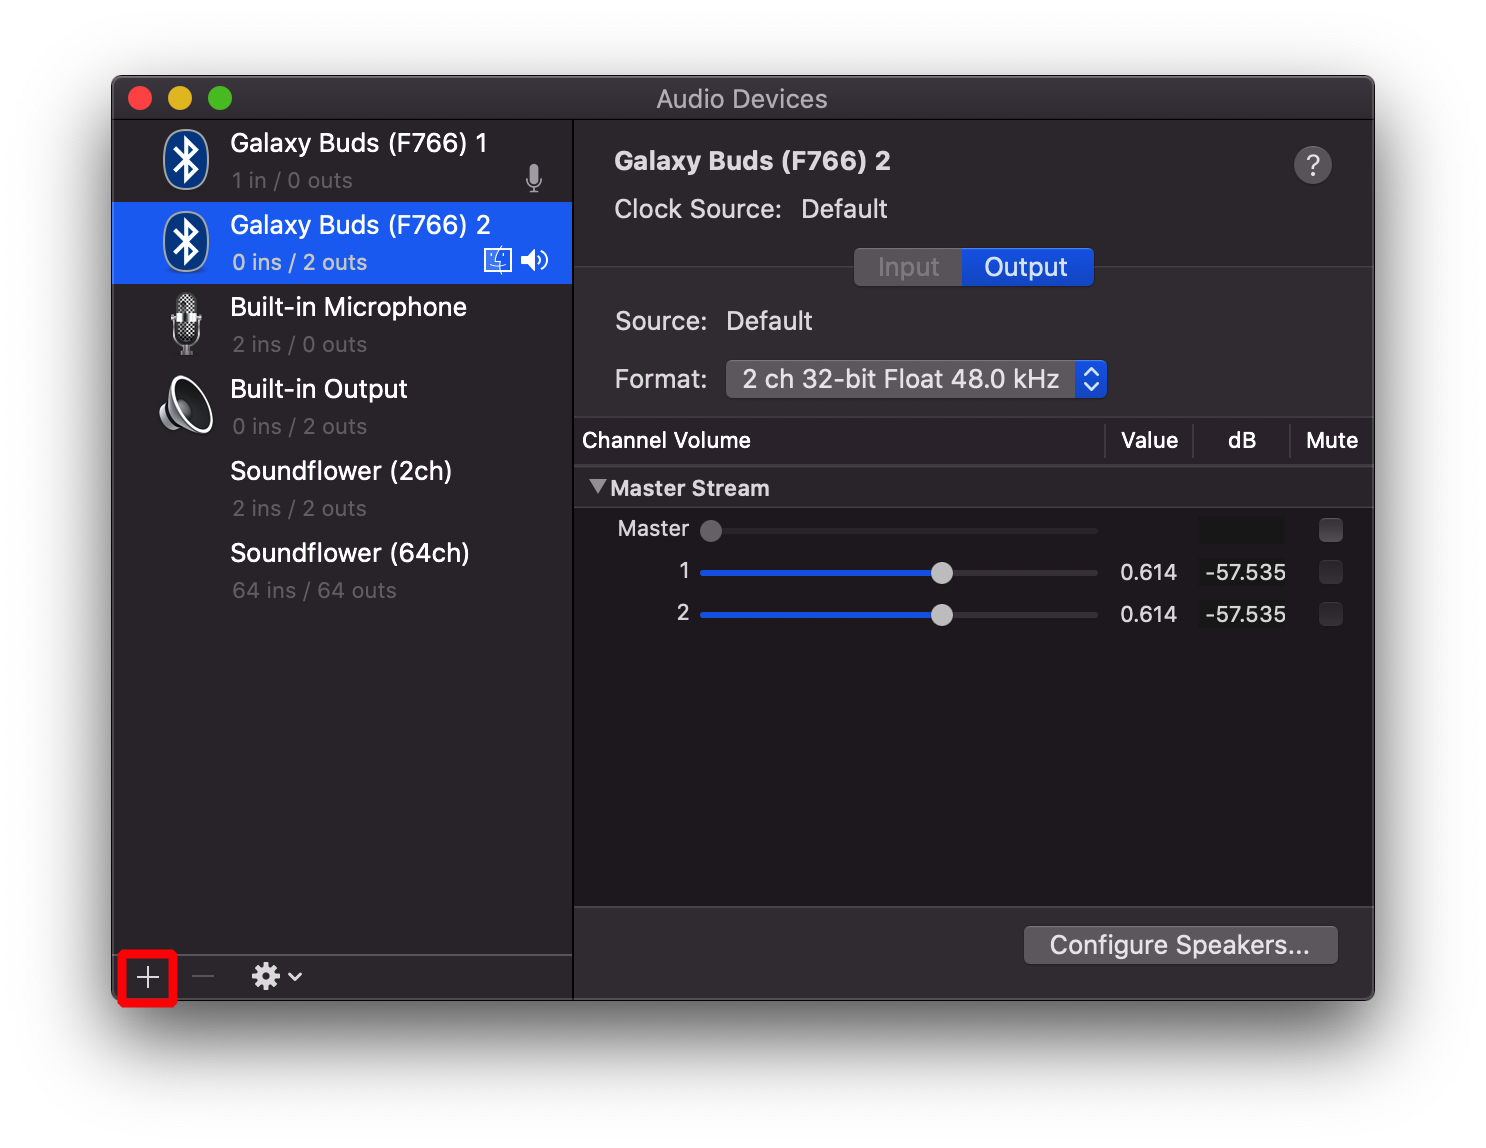 Audio Devices
Galaxy Buds (F766) 1
1 in / 0 outs
Galaxy Buds (F766) 2
0 ins / 2 outs
Built-in Microphone
2 ins / 0 outs
Built-in Output
0 ins / 2 outs
Soundflower (2ch)
2 ins / 2 outs
Soundflower (64ch)
64 ins / 64 outs
Galaxy Buds (F766) 2
?
Clock Source: Default
Input Output
Source: Default
Format: 2 ch 32-bit Float 48.0 kHz
Channel Volume Value dB Mute
Master Stream
Master
1 0.614 -57.535
2 0.614 -57.535
Configure Speakers...